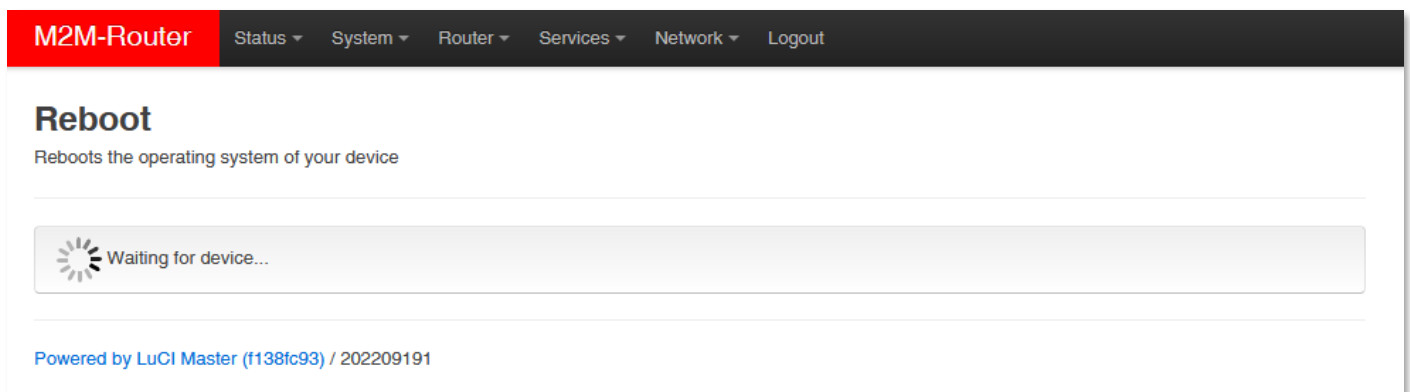 M2M-Router Status System Router Services Network Logout
Reboot
Reboots the operating system of your device
Waiting for device...
Powered by LuCI Master (f138fc93) / 202209191